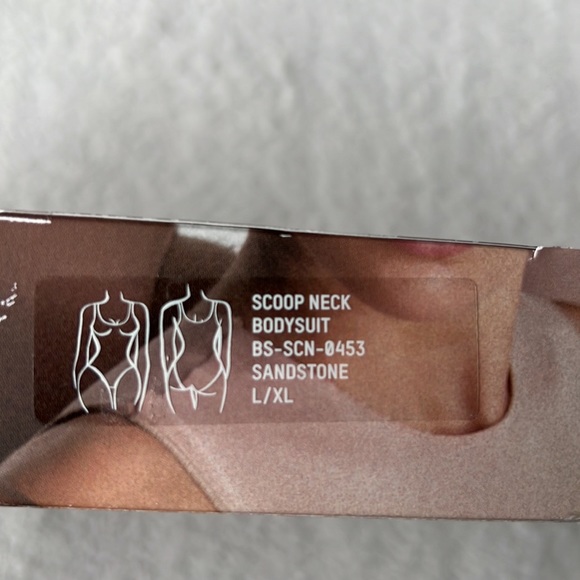 SCOOP NECK
BODYSUIT
BS-SCN-0453
SANDSTONE
L/XL